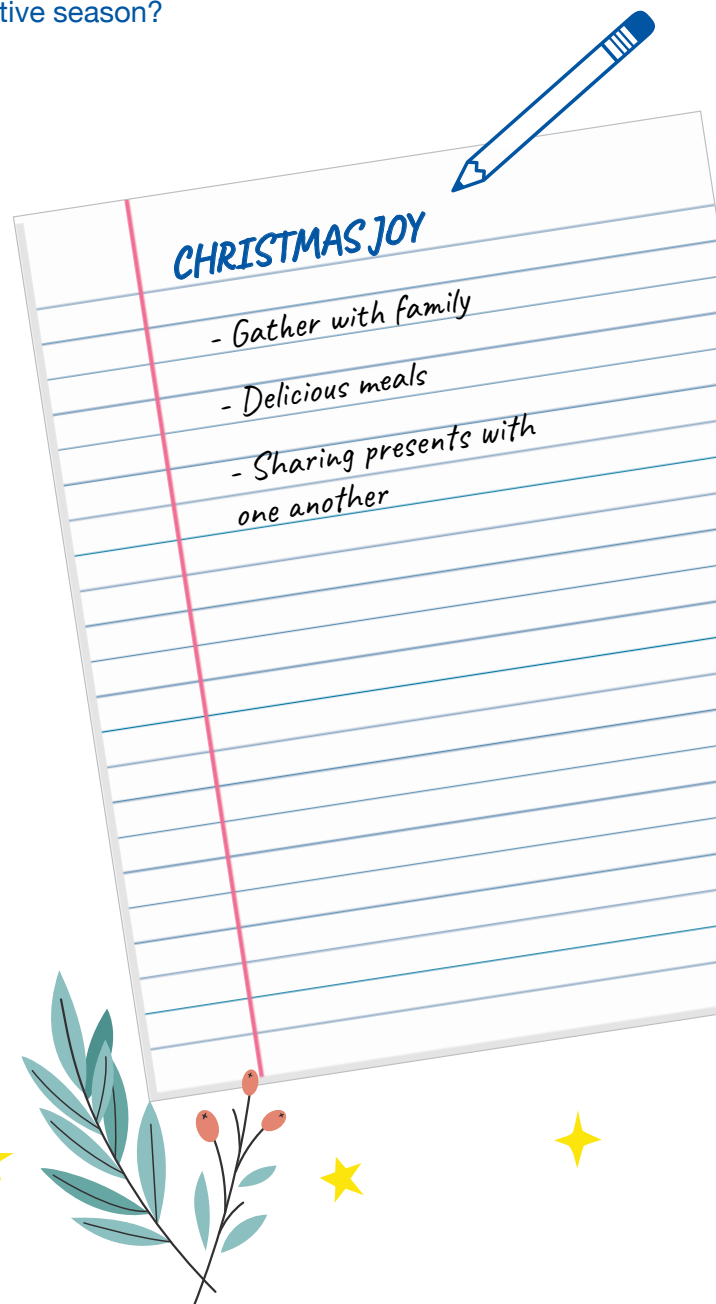 tive season?
CHRISTMAS JOY
- Gather with family
- Delicious meals
- Sharing presents with
one another